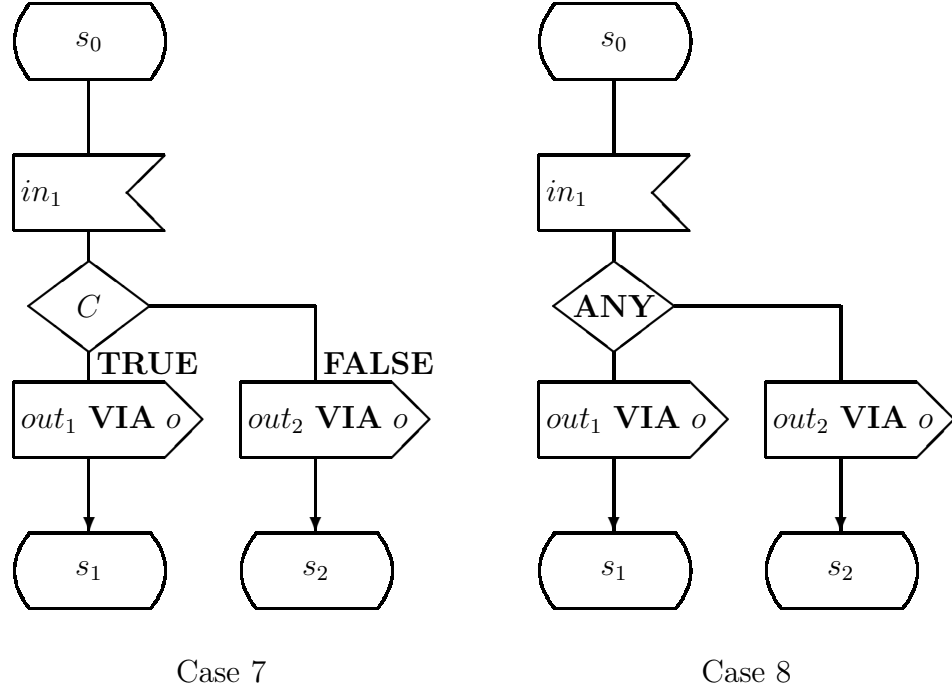 s₀
in₁
C
TRUE
FALSE
out₁ VIA o
out₂ VIA o
s₁
s₂
Case 7
s₀
in₁
ANY
out₁ VIA o
out₂ VIA o
s₁
s₂
Case 8